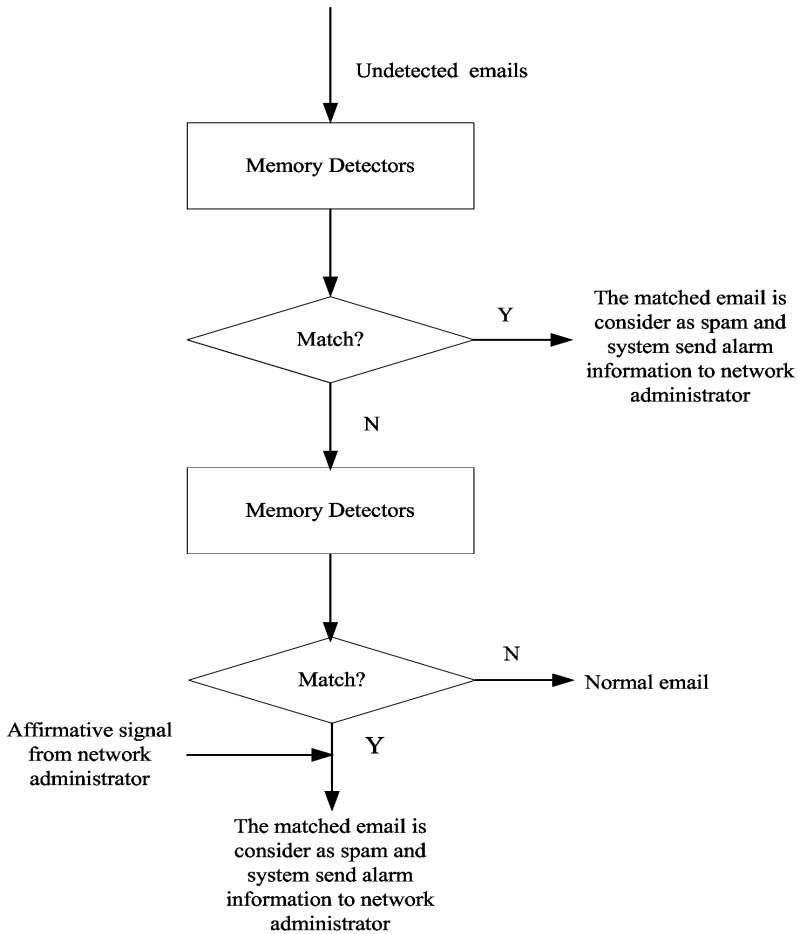 Undetected emails
Memory Detectors
Match?
Y
The matched email is
consider as spam and
system send alarm
information to network
administrator
N
Memory Detectors
Match?
N
Normal email
Affirmative signal
from network
administrator
Y
The matched email is
consider as spam and
system send alarm
information to network
administrator